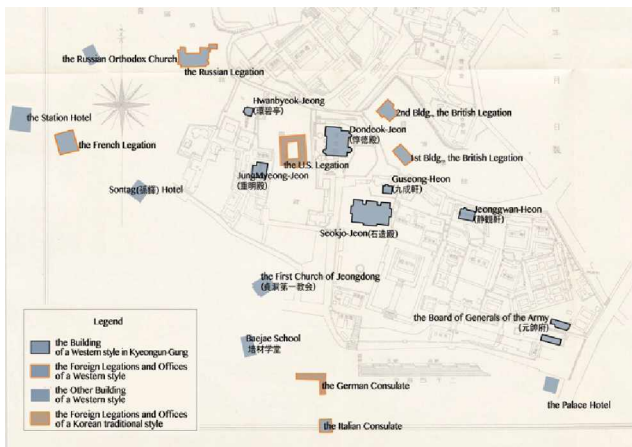 the Russian Orthodox Church
the Russian Legation
the Station Hotel
the French Legation
Hwanbyeok-Jeong
(環碧亭)
Dondeok-Jeon
(惇德殿)
2nd Bldg., the British Legation
1st Bldg., the British Legation
the U.S. Legation
JungMyeong-Jeon
(重明殿)
Guseong-Heon
(九成軒)
Sontag(孫鐸) Hotel
Seokjo-Jeon(石造殿)
Jeonggwan-Heon
(静観軒)
the First Church of Jeongdong
(貞洞第一教会)
the Board of Generals of the Army
(元帥府)
Baejae School
培材学堂
the German Consulate
the Palace Hotel
the Italian Consulate
Legend
the Building
of a Western style in Kyeongun-Gung
the Foreign Legations and Offices
of a Western style
the Other Building
of a Western style
the Foreign Legations and Offices
of a Korean traditional style